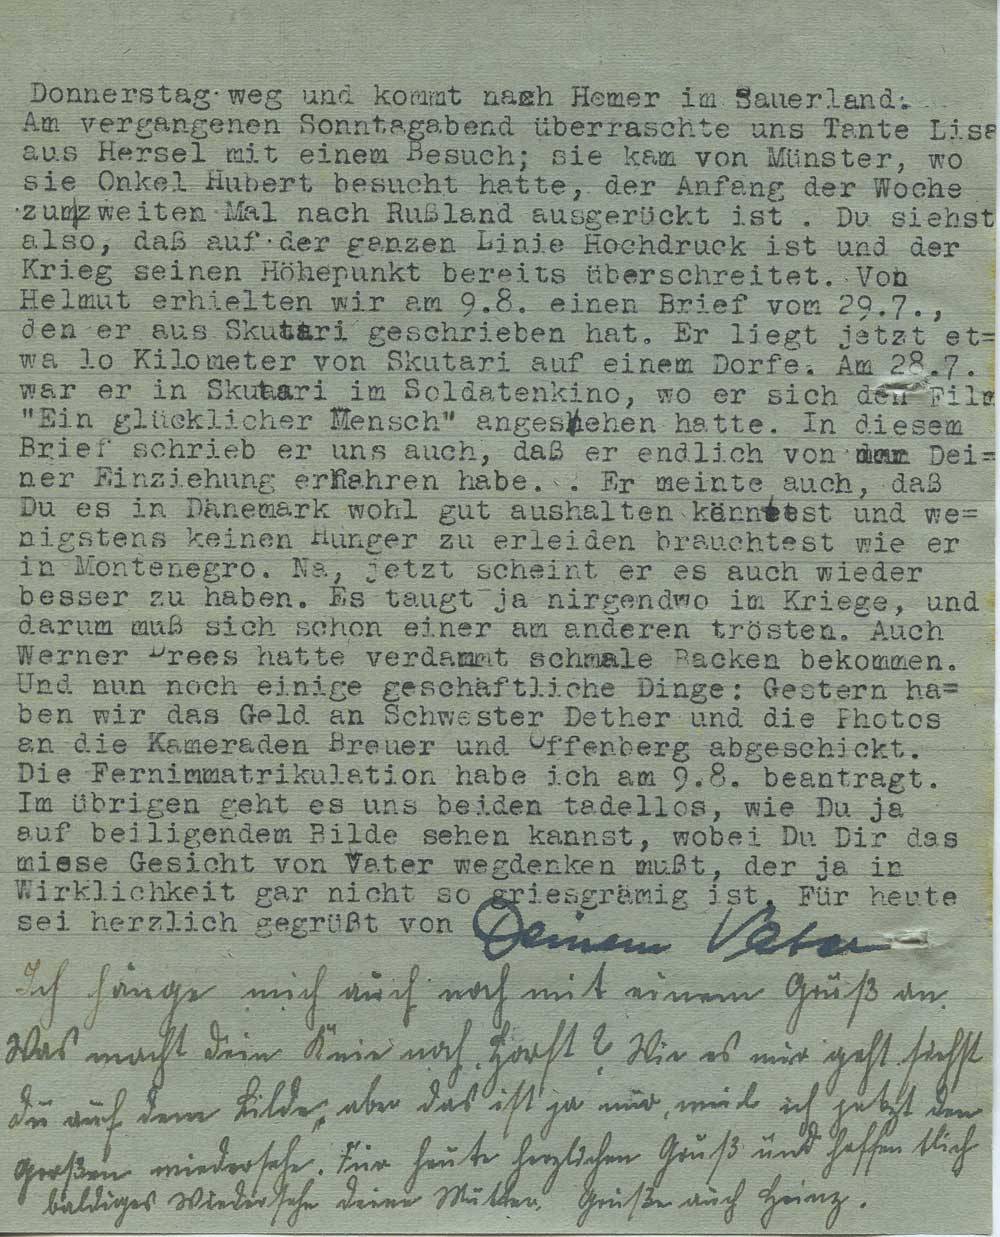 Donnerstag weg und kommt nach Hemer im Sauerland.
Am vergangenen Sonntagabend überraschte uns Tante Lisa
aus Hersel mit einem Besuch; sie kam von Münster, wo
sie Onkel Hubert besucht hatte, der Anfang der Woche
zum zweiten Mal nach Rußland ausgerückt ist . Du siehst
also, daß auf der ganzen Linie Hochdruck ist und der
Krieg seinen Höhepunkt bereits überschreitet. Von
Helmut erhielten wir am 9.8. einen Brief vom 29.7.,
den er aus Skutari geschrieben hat. Er liegt jetzt et=
wa lo Kilometer von Skutari auf einem Dorfe. Am 28.7.
war er in Skutari im Soldatenkino, wo er sich den Film
"Ein glücklicher Mensch" angesehen hatte. In diesem
Brief schrieb er uns auch, daß er endlich von Dei=
ner Einziehung erfahren habe. . Er meinte auch, daß
Du es in Dänemark wohl gut aushalten könntest und we=
nigstens keinen Hunger zu erleiden brauchtest wie er
in Montenegro. Na, jetzt scheint er es auch wieder
besser zu haben. Es taugt ja nirgendwo im Kriege, und
darum muß sich schon einer am anderen trösten. Auch
Werner Drees hatte verdammt schmale Backen bekommen.
Und nun noch einige geschäftliche Dinge: Gestern ha=
ben wir das Geld an Schwester Dether und die Photos
an die Kameraden Breuer und Offenberg abgeschickt.
Die Fernimmatrikulation habe ich am 9.8. beantragt.
Im übrigen geht es uns beiden tadellos, wie Du ja
auf beiligendem Bilde sehen kannst, wobei Du Dir das
miese Gesicht von Vater wegdenken mußt, der ja in
Wirklichkeit gar nicht so griesgrämig ist. Für heute
sei herzlich gegrüßt von Deinem Vater
Ich hänge mich auch noch mit einem Gruß an.
Was macht dein Knie noch, Horst? Wie es mir geht siehst
du auf dem Bilde, aber das ist ja nur, weil ich jetzt den
großen wiedersehe. Für heute herzlichen Gruß und hoffentlich
baldiges Wiedersehn deine Mutter. Grüße auch Heinz.